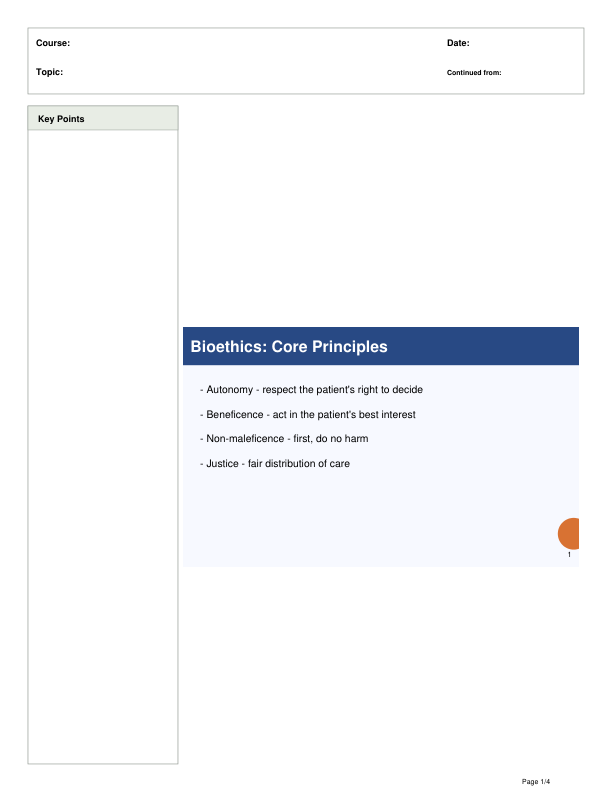 Course:
Date:
Topic:
Continued from:
Key Points
Bioethics: Core Principles
- Autonomy - respect the patient's right to decide
- Beneficence - act in the patient's best interest
- Non-maleficence - first, do no harm
- Justice - fair distribution of care
1
Page 1/4